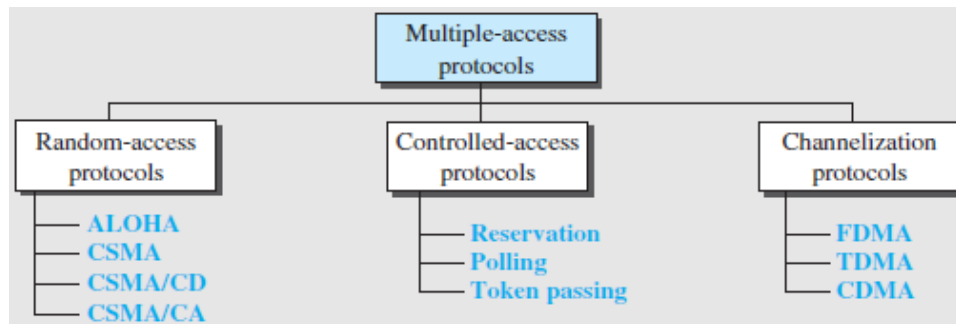 Multiple-access
protocols
Random-access
protocols
Controlled-access
protocols
Channelization
protocols
ALOHA
CSMA
CSMA/CD
CSMA/CA
Reservation
Polling
Token passing
FDMA
TDMA
CDMA